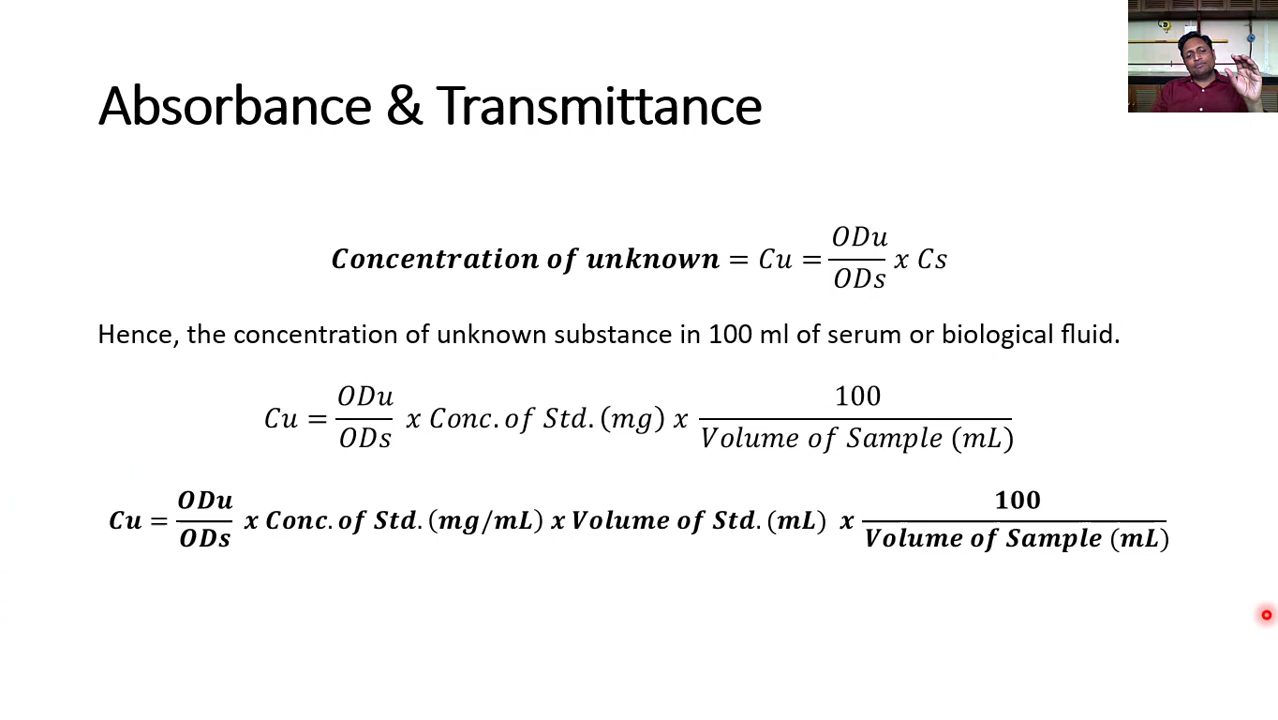 Absorbance & Transmittance
Concentration of unknown = Cu = ODu/ODs x Cs
Hence, the concentration of unknown substance in 100 ml of serum or biological fluid.
Cu = ODu/ODs x Conc. of Std. (mg) x 100/Volume of Sample (mL)
Cu = ODu/ODs x Conc. of Std. (mg/mL) x Volume of Std. (mL) x 100/Volume of Sample (mL)